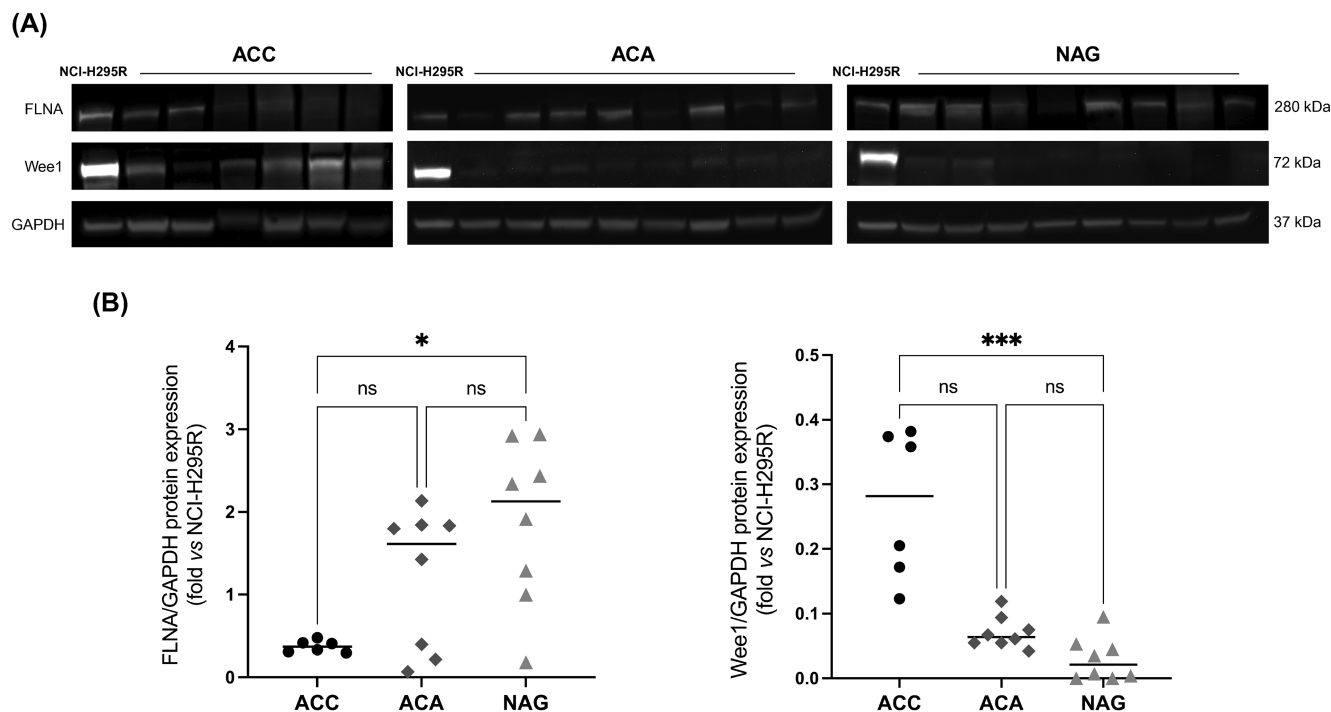 (A)
ACC
ACA
NAG
NCI-H295R
NCI-H295R
NCI-H295R
FLNA
280 kDa
Wee1
72 kDa
GAPDH
37 kDa
(B)
FLNA/GAPDH protein expression
(fold vs NCI-H295R)
4
3
2
1
0
*
ns
ns
ACC
ACA
NAG
Wee1/GAPDH protein expression
(fold vs NCI-H295R)
0.5
0.4
0.3
0.2
0.1
0.0
***
ns
ns
ACC
ACA
NAG